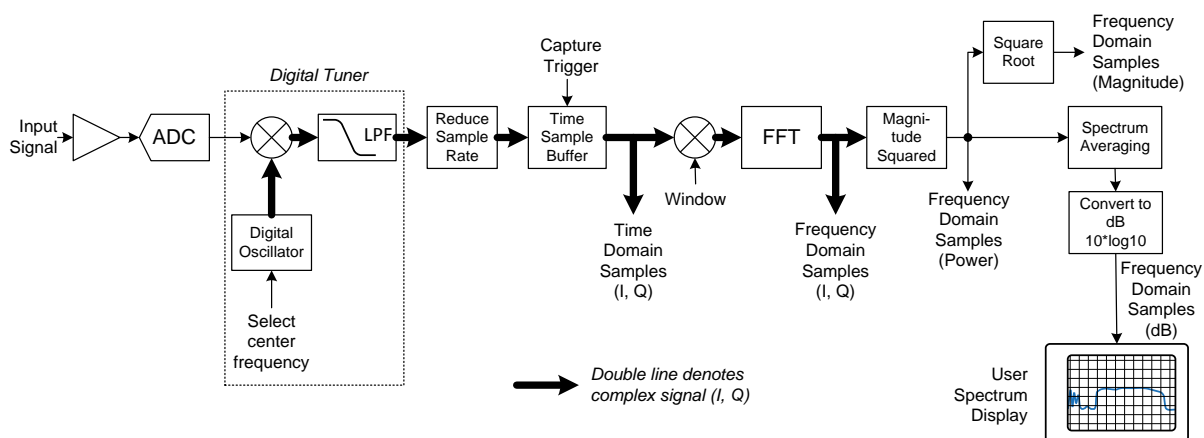 Input
Signal
ADC
Digital Tuner
LPF
Digital
Oscillator
Select
center
frequency
Reduce
Sample
Rate
Capture
Trigger
Time
Sample
Buffer
Time
Domain
Samples
(I, Q)
Window
FFT
Frequency
Domain
Samples
(I, Q)
Magni-
tude
Squared
Frequency
Domain
Samples
(Power)
Square
Root
Frequency
Domain
Samples
(Magnitude)
Spectrum
Averaging
Convert to
dB
10*log10
Frequency
Domain
Samples
(dB)
User
Spectrum
Display
Double line denotes
complex signal (I, Q)